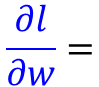 ∂l/∂w =